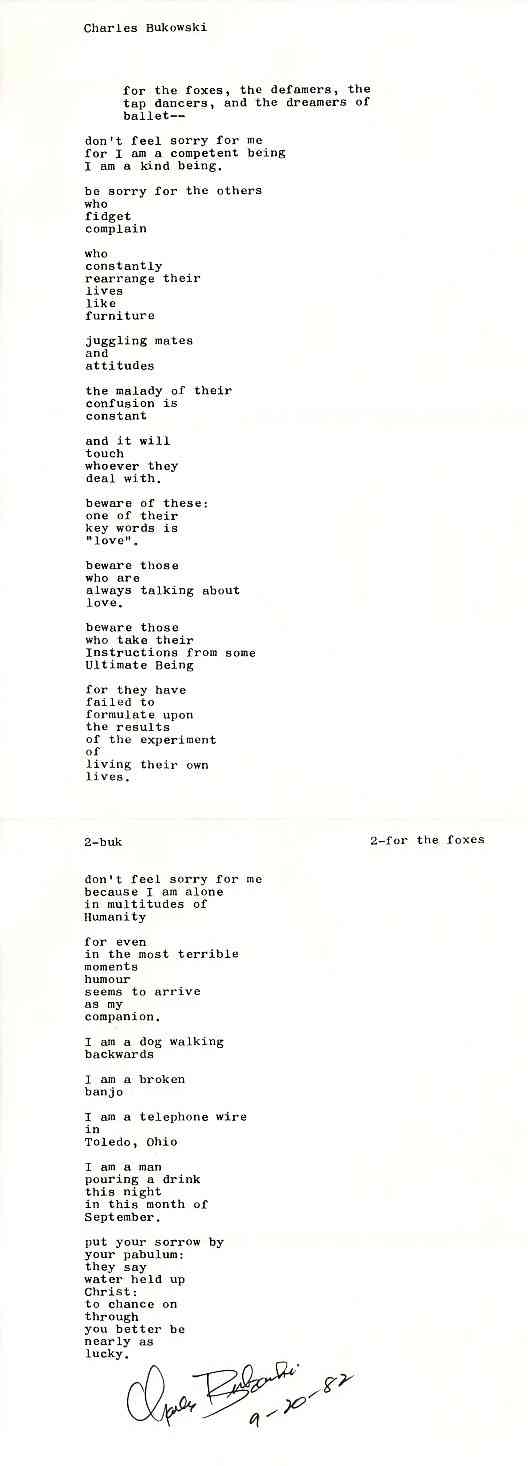 Charles Bukowski
for the foxes, the defamers, the
tap dancers, and the dreamers of
ballet--
don't feel sorry for me
for I am a competent being
I am a kind being.
be sorry for the others
who
fidget
complain
who
constantly
rearrange their
lives
like
furniture
juggling mates
and
attitudes
the malady of their
confusion is
constant
and it will
touch
whoever they
deal with.
beware of these:
one of their
key words is
"love".
beware those
who are
always talking about
love.
beware those
who take their
Instructions from some
Ultimate Being
for they have
failed to
formulate upon
the results
of the experiment
of
living their own
lives.
2-buk 2-for the foxes
don't feel sorry for me
because I am alone
in multitudes of
Humanity
for even
in the most terrible
moments
humour
seems to arrive
as my
companion.
I am a dog walking
backwards
I am a broken
banjo
I am a telephone wire
in
Toledo, Ohio
I am a man
pouring a drink
this night
in this month of
September.
put your sorrow by
your pabulum:
they say
water held up
Christ:
to chance on
through
you better be
nearly as
lucky.
Charles Bukowski
9-20-82